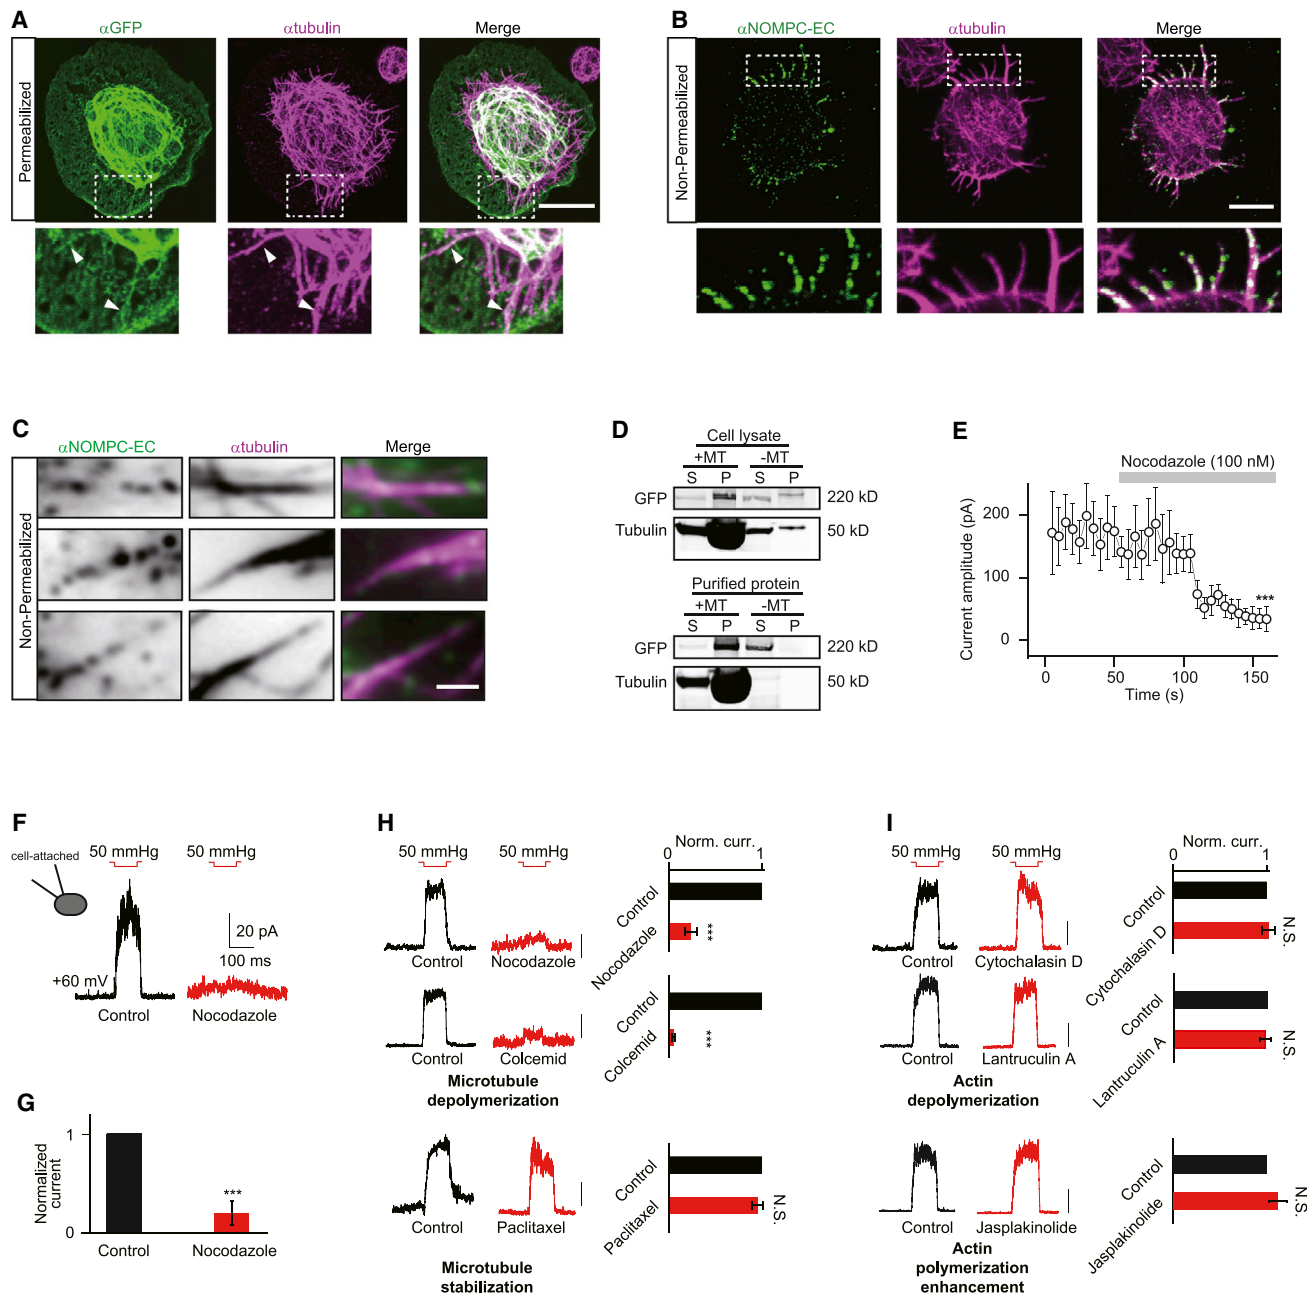 A
αGFP
αtubulin
Merge
Permeabilized
B
αNOMPC-EC
αtubulin
Merge
Non-Permeabilized
C
αNOMPC-EC
αtubulin
Merge
Non-Permeabilized
D
Cell lysate
+MT -MT
S P S P
GFP 220 kD
Tubulin 50 kD
Purified protein
+MT -MT
S P S P
GFP 220 kD
Tubulin 50 kD
E
Nocodazole (100 nM)
Current amplitude (pA)
200
100
0
***
0 50 100 150
Time (s)
F
cell-attached
50 mmHg 50 mmHg
20 pA
100 ms
+60 mV
Control Nocodazole
G
Normalized current
1
0
***
Control Nocodazole
H
50 mmHg 50 mmHg
Control Nocodazole
Control Colcemid
Microtubule
depolymerization
Control Paclitaxel
Microtubule
stabilization
Norm. curr.
0 1
Control
Nocodazole
***
Control
Colcemid
***
Control
Paclitaxel
N.S.
I
50 mmHg 50 mmHg
Control Cytochalasin D
Control Lantruculin A
Actin
depolymerization
Control Jasplakinolide
Actin
polymerization
enhancement
Norm. curr.
0 1
Control
Cytochalasin D
N.S.
Control
Lantruculin A
N.S.
Control
Jasplakinolide
N.S.